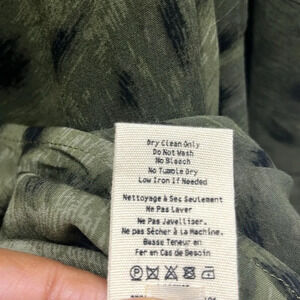 Dry Clean Only
Do Not Wash
No Bleach
No Tumble Dry
Low Iron If Needed
Nettoyage à Sec Seulement
Ne Pas Laver
Ne Pas Javelliser.
Ne pas Sècher à la Machine.
Basse Teneur en
Fer en Cas de Besoin